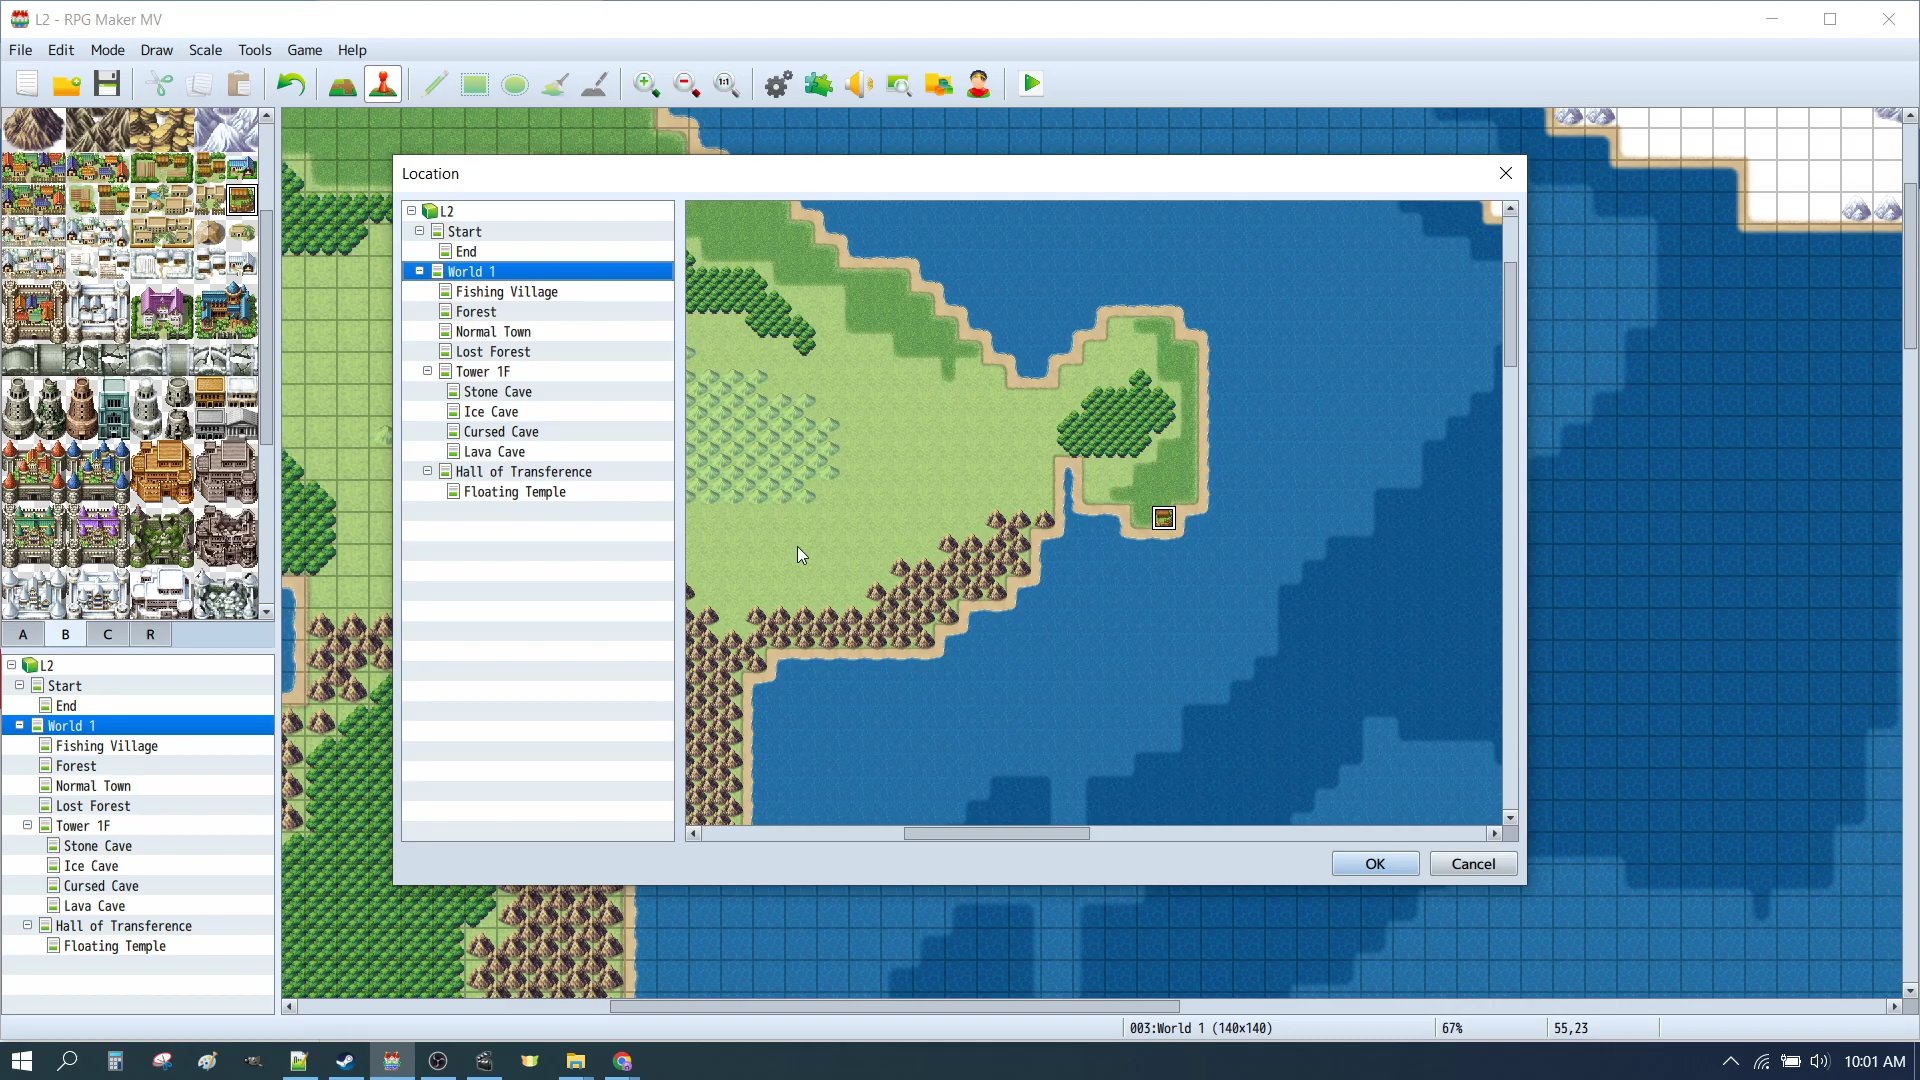 L2 - RPG Maker MV
File Edit Mode Draw Scale Tools Game Help
1:1
Location
L2
Start
End
World 1
Fishing Village
Forest
Normal Town
Lost Forest
Tower 1F
Stone Cave
Ice Cave
Cursed Cave
Lava Cave
Hall of Transference
Floating Temple
OK Cancel
A B C R
L2
Start
End
World 1
Fishing Village
Forest
Normal Town
Lost Forest
Tower 1F
Stone Cave
Ice Cave
Cursed Cave
Lava Cave
Hall of Transference
Floating Temple
003:World 1 (140x140) 67% 55,23
10:01 AM